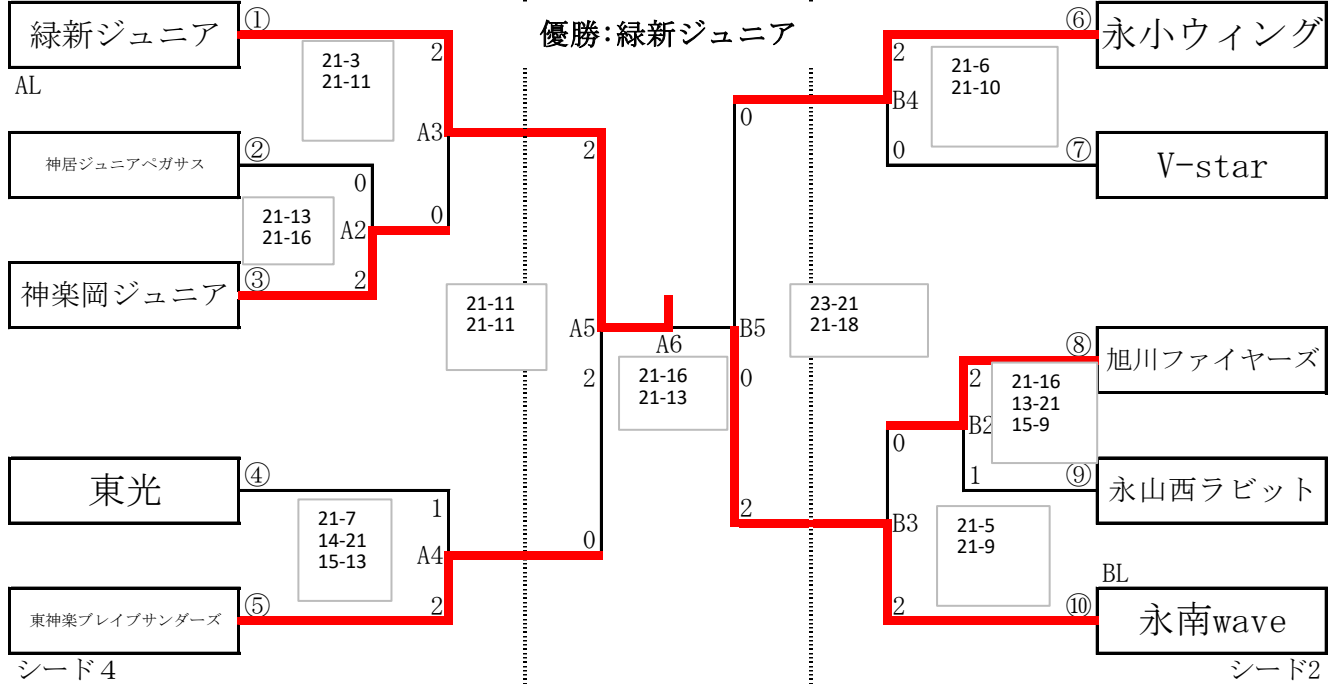 優勝:緑新ジュニア
① 緑新ジュニア
AL
21-3
21-11
2
A3
② 神居ジュニアペガサス
0
21-13
21-16
A2
0
③ 神楽岡ジュニア
2
2
21-11
21-11
A5
2
0
④ 東光
1
21-7
14-21
15-13
A4
⑤ 東神楽ブレイブサンダーズ
2
シード４
A6
21-16
21-13
⑥ 永小ウィング
2
21-6
21-10
B4
0
0
⑦ V-star
B5
0
23-21
21-18
2
⑧ 旭川ファイヤーズ
2
21-16
13-21
15-9
B2
0
1
⑨ 永山西ラビット
B3
21-5
21-9
BL
2
⑩ 永南wave
シード2